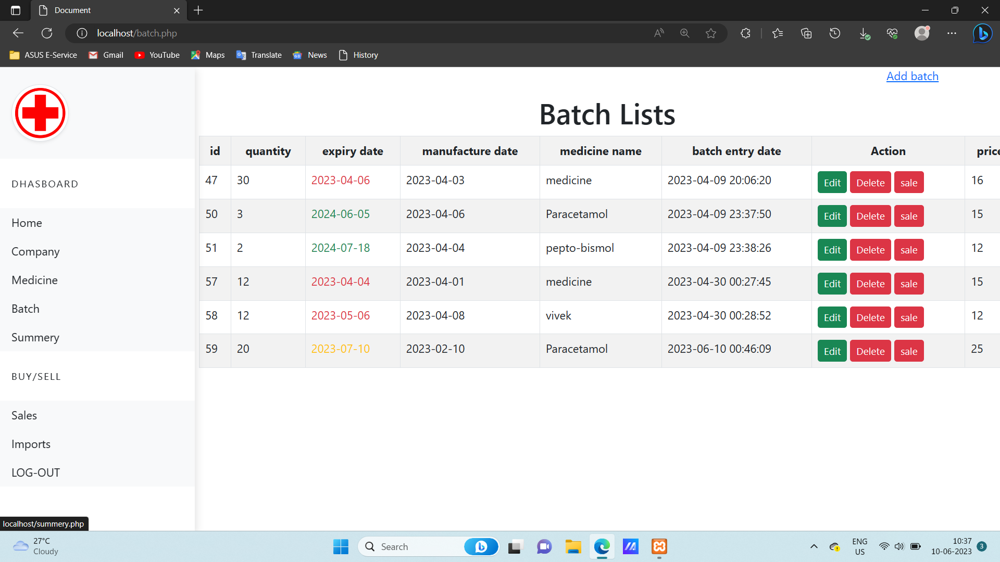 Document
localhost/batch.php
ASUS E-Service Gmail YouTube Maps Translate News History
Add batch
Batch Lists
id quantity expiry date manufacture date medicine name batch entry date Action price
47 30 2023-04-06 2023-04-03 medicine 2023-04-09 20:06:20 Edit Delete sale 16
50 3 2024-06-05 2023-04-06 Paracetamol 2023-04-09 23:37:50 Edit Delete sale 15
51 2 2024-07-18 2023-04-04 pepto-bismol 2023-04-09 23:38:26 Edit Delete sale 12
57 12 2023-04-04 2023-04-01 medicine 2023-04-30 00:27:45 Edit Delete sale 15
58 12 2023-05-06 2023-04-08 vivek 2023-04-30 00:28:52 Edit Delete sale 12
59 20 2023-07-10 2023-02-10 Paracetamol 2023-06-10 00:46:09 Edit Delete sale 25
DHASBOARD
Home
Company
Medicine
Batch
Summery
BUY/SELL
Sales
Imports
LOG-OUT
localhost/summery.php
27°C
Cloudy
Search
ENG
US
10:37
10-06-2023
3